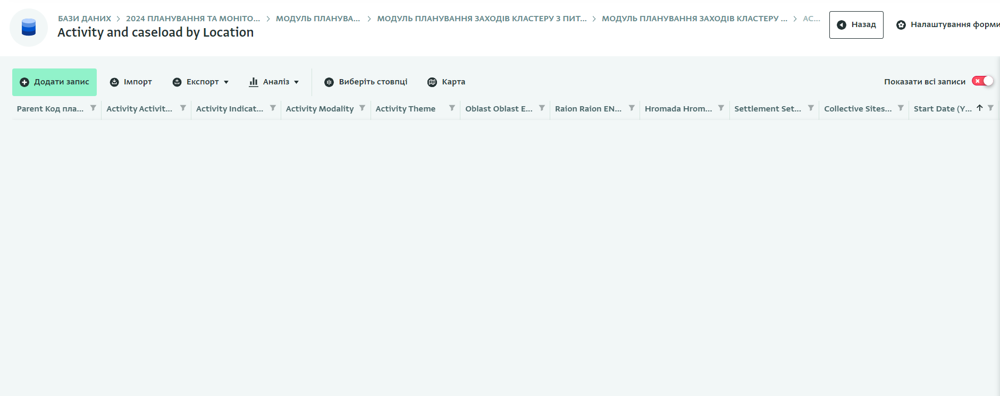 БАЗИ ДАНИХ > 2024 ПЛАНУВАННЯ ТА МОНІТО... > МОДУЛЬ ПЛАНУВА... > МОДУЛЬ ПЛАНУВАННЯ ЗАХОДІВ КЛАСТЕРУ З ПИТ... > МОДУЛЬ ПЛАНУВАННЯ ЗАХОДІВ КЛАСТЕРУ ... > AC...
Activity and caseload by Location
Назад
Налаштування форми
Додати запис
Імпорт
Експорт
Аналіз
Виберіть стовпці
Карта
Показати всі записи
Parent Код пла... Activity Activit... Activity Indicat... Activity Modality Activity Theme Oblast Oblast E... Raion Raion EN... Hromada Hrom... Settlement Set... Collective Sites... Start Date (Y...